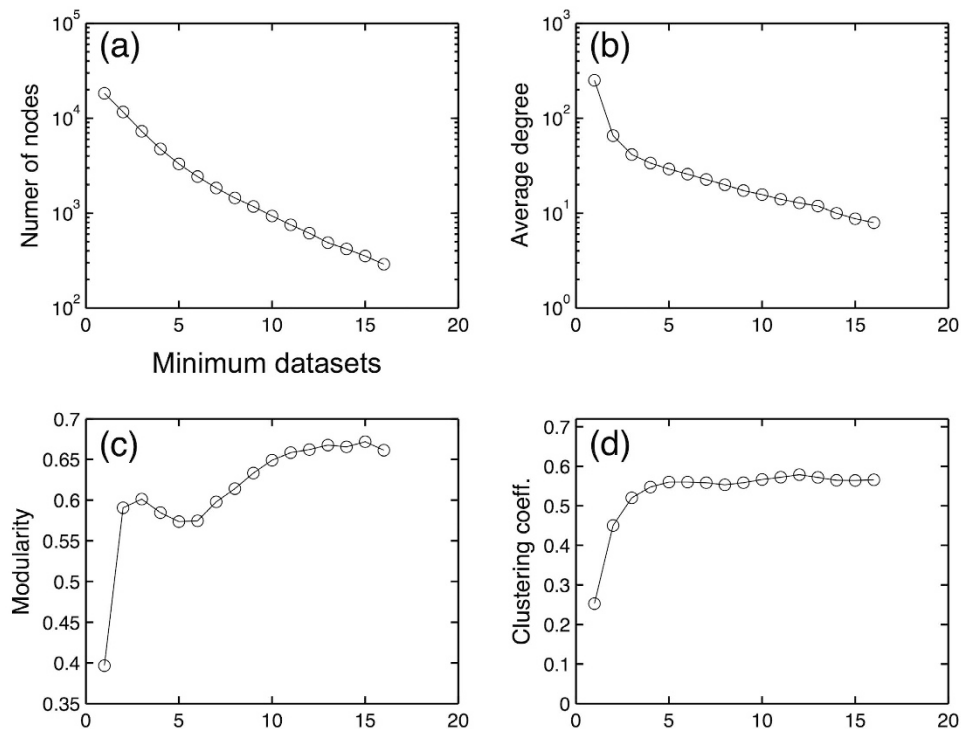 (a)
Numer of nodes
10^5
10^4
10^3
10^2
0 5 10 15 20
Minimum datasets
(b)
Average degree
10^3
10^2
10^1
10^0
0 5 10 15 20
(c)
Modularity
0.7
0.65
0.6
0.55
0.5
0.45
0.4
0.35
0 5 10 15 20
(d)
Clustering coeff.
0.7
0.6
0.5
0.4
0.3
0.2
0.1
0
0 5 10 15 20